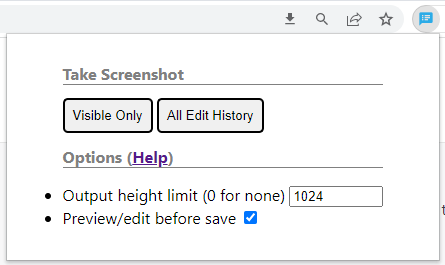 Take Screenshot
Visible Only All Edit History
Options (Help)
Output height limit (0 for none) 1024
Preview/edit before save